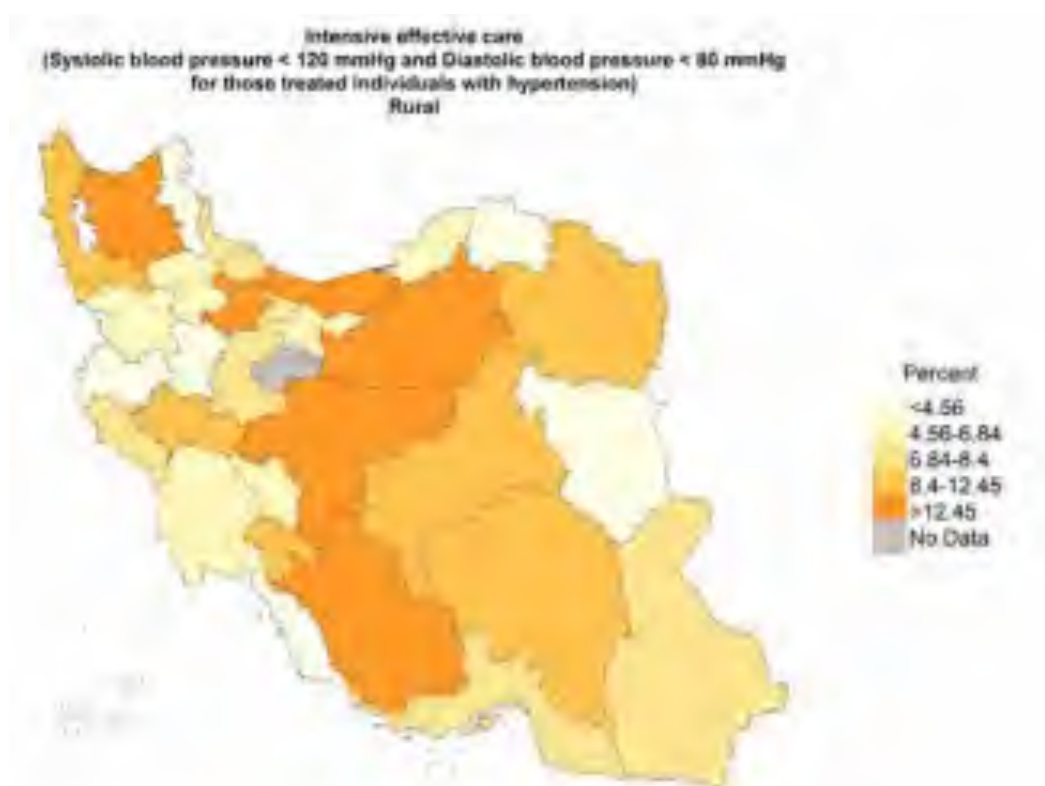 Intensive effective care
(Systolic blood pressure < 120 mmHg and Diastolic blood pressure < 80 mmHg
for those treated individuals with hypertension)
Rural
Percent
<4.56
4.56-6.84
6.84-8.4
8.4-12.45
>12.45
No Data